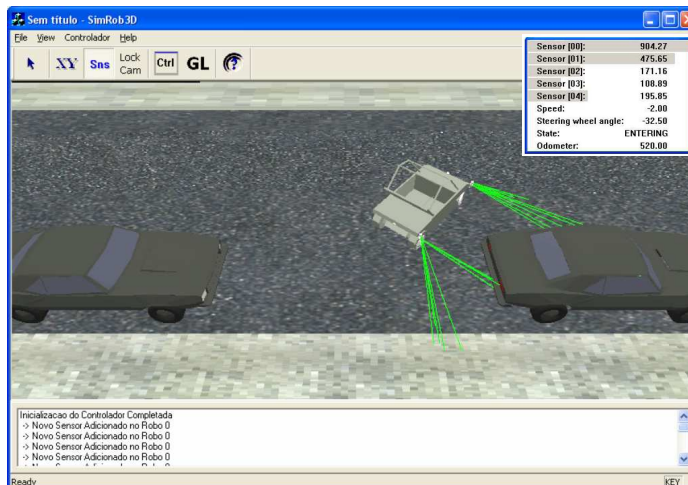 Sem título - SimRob3D
File View Controlador Help
XY Sns Lock Cam Ctrl GL
Sensor [00]: 904.27
Sensor [01]: 475.65
Sensor [02]: 171.16
Sensor [03]: 108.89
Sensor [04]: 195.85
Speed: -2.00
Steering wheel angle: -32.50
State: ENTERING
Odometer: 520.00
Inicializacao do Controlador Completada
-> Novo Sensor Adicionado no Robo 0
-> Novo Sensor Adicionado no Robo 0
-> Novo Sensor Adicionado no Robo 0
-> Novo Sensor Adicionado no Robo 0
Ready KEY